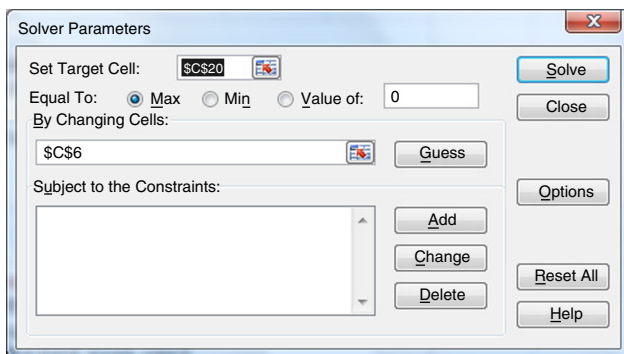 Solver Parameters
Set Target Cell: $C$20
Solve
Equal To: Max Min Value of: 0
Close
By Changing Cells:
$C$6
Guess
Subject to the Constraints:
Options
Add
Change
Reset All
Delete
Help